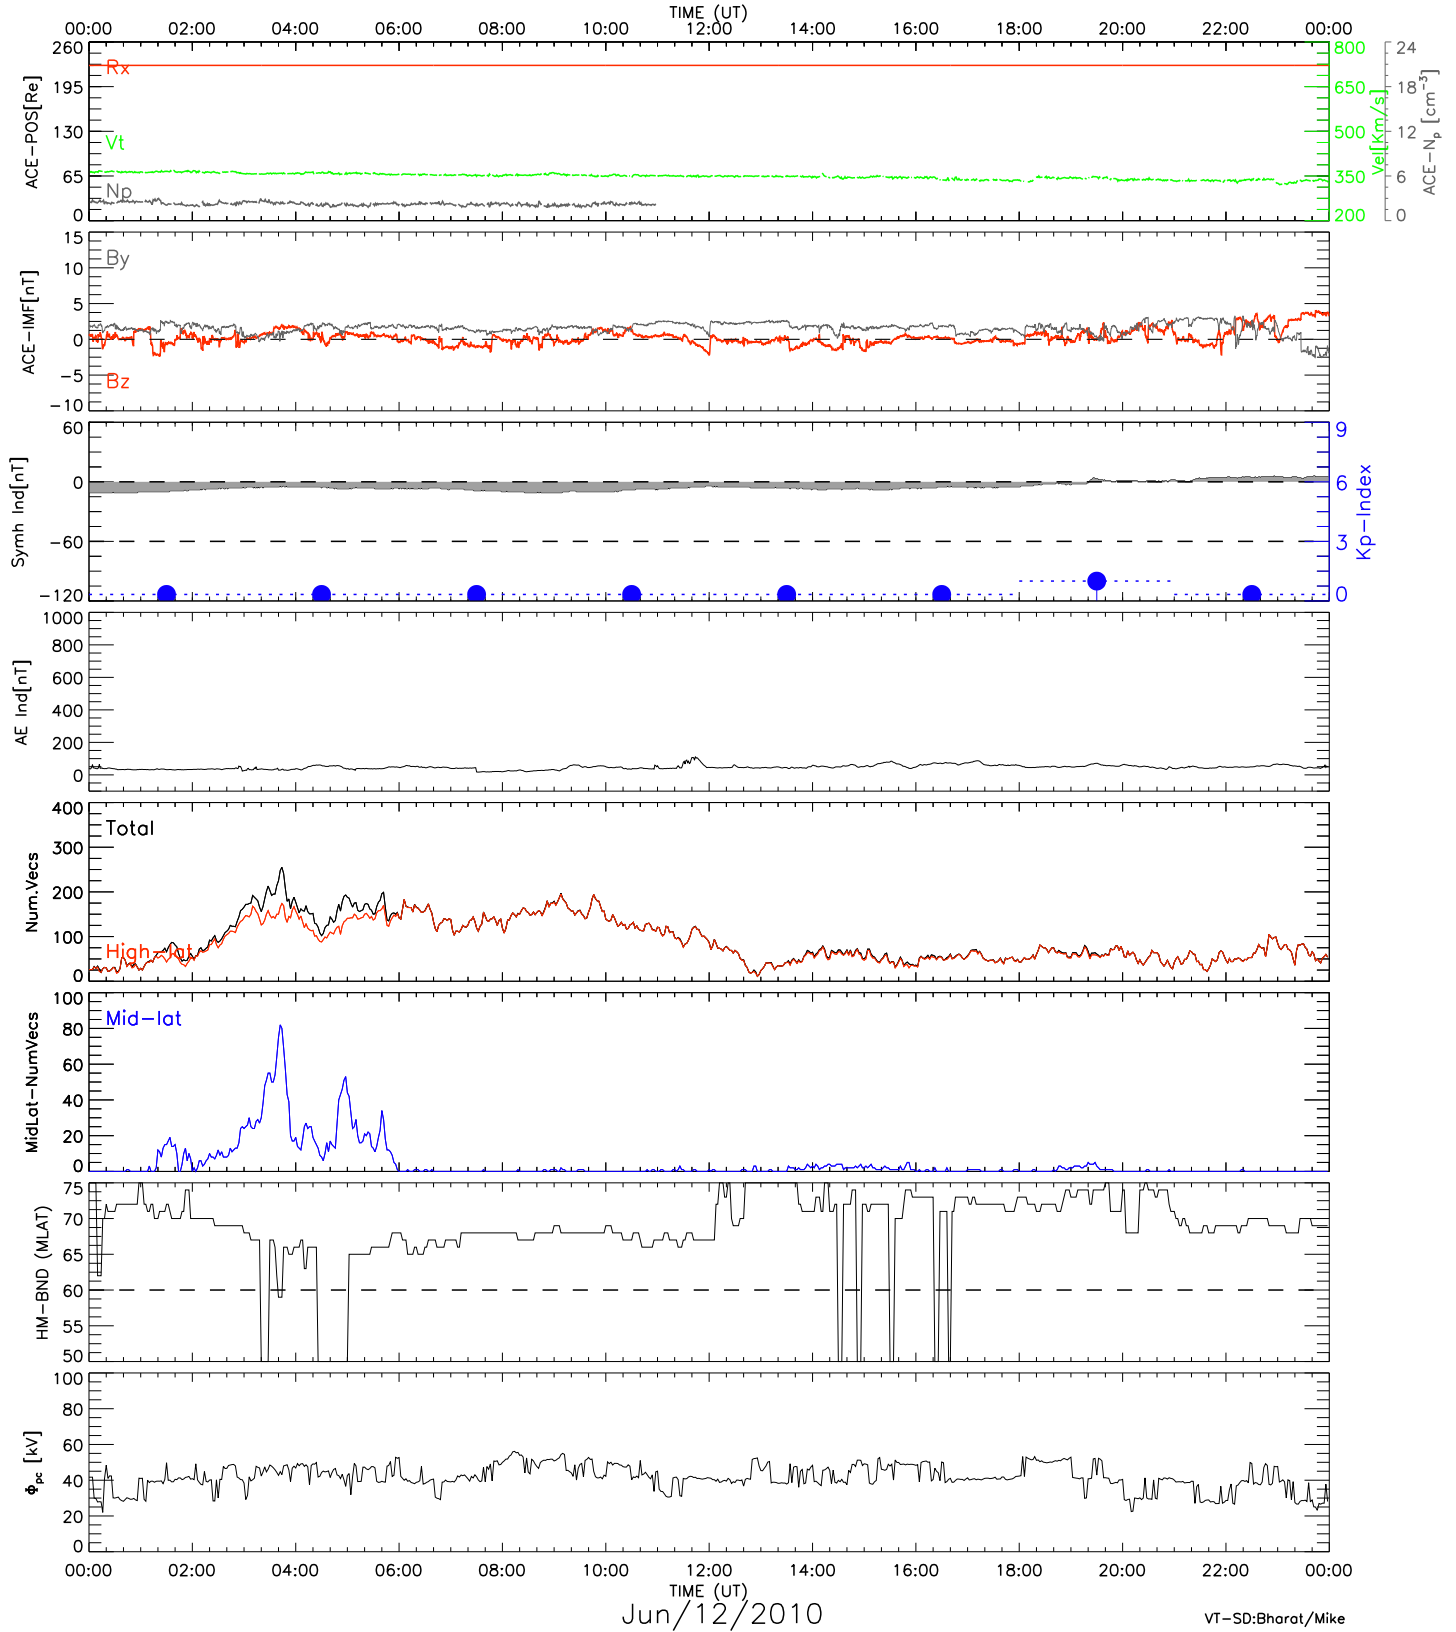 TIME (UT)
00:00 02:00 04:00 06:00 08:00 10:00 12:00 14:00 16:00 18:00 20:00 22:00 00:00
ACE-POS[Re]
260
195
130
65
0
Rx
Vt
Np
800
650
500
350
200
Vel[Km/s]
24
18
12
6
0
ACE-Np [cm-3]
ACE-IMF[nT]
15
10
5
0
-5
-10
By
Bz
Symh Ind[nT]
60
0
-60
-120
9
6
3
0
Kp-Index
AE Ind[nT]
1000
800
600
400
200
0
Num.Vecs
400
300
200
100
0
Total
High-lat
MidLat-NumVecs
100
80
60
40
20
0
Mid-lat
HM-BND (MLAT)
75
70
65
60
55
50
Φpc [kV]
100
80
60
40
20
0
00:00 02:00 04:00 06:00 08:00 10:00 12:00 14:00 16:00 18:00 20:00 22:00 00:00
TIME (UT)
Jun/12/2010
VT-SD:Bharat/Mike